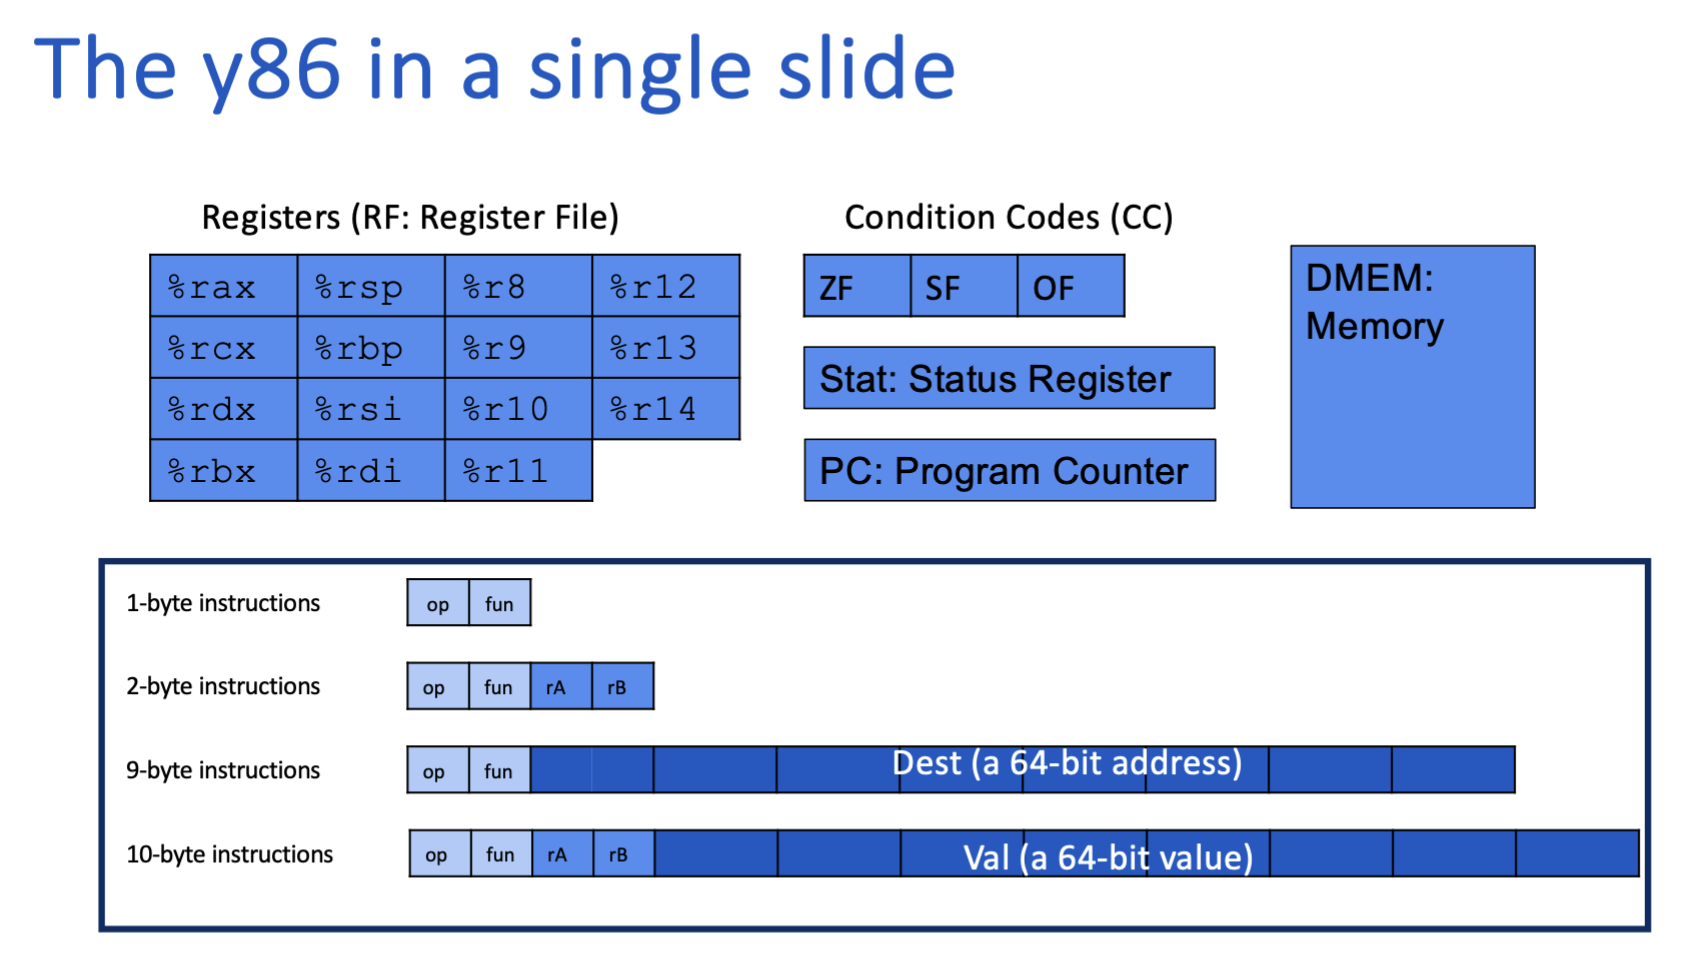 The y86 in a single slide
Registers (RF: Register File)
%rax %rsp %r8 %r12
%rcx %rbp %r9 %r13
%rdx %rsi %r10 %r14
%rbx %rdi %r11
Condition Codes (CC)
ZF SF OF
Stat: Status Register
PC: Program Counter
DMEM:
Memory
1-byte instructions op fun
2-byte instructions op fun rA rB
9-byte instructions op fun Dest (a 64-bit address)
10-byte instructions op fun rA rB Val (a 64-bit value)